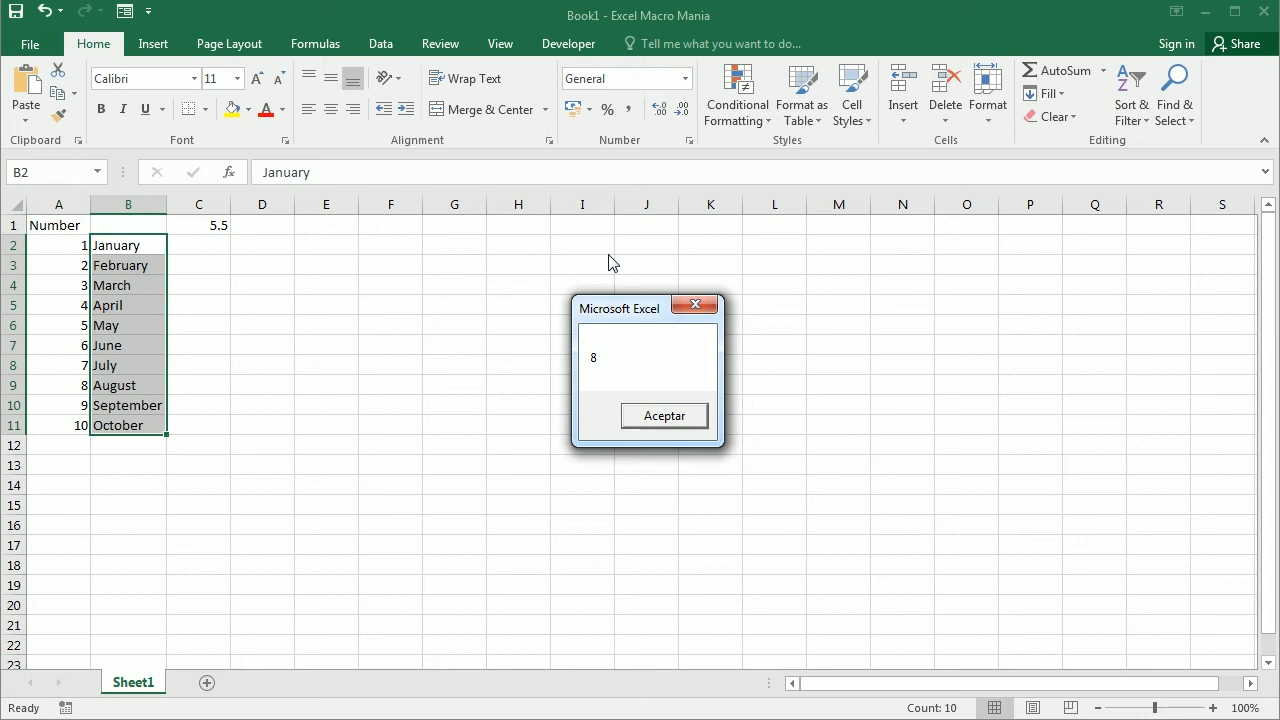 Book1 - Excel Macro Mania
File Home Insert Page Layout Formulas Data Review View Developer Tell me what you want to do... Sign in Share
Calibri 11 Wrap Text General AutoSum
Paste Conditional Format as Cell Insert Delete Format Fill Sort & Find &
B I U A Merge & Center % , Formatting Table Styles Clear Filter Select
Clipboard Font Alignment Number Styles Cells Editing
B2 fx January
A B C D E F G H I J K L M N O P Q R S
1 Number 5.5
2 1 January
3 2 February
4 3 March
5 4 April
6 5 May
7 6 June
8 7 July
9 8 August
10 9 September
11 10 October
12
13
14
15
16
17
18
19
20
21
22
23
Microsoft Excel
8
Aceptar
Sheet1
Ready Count: 10 100%